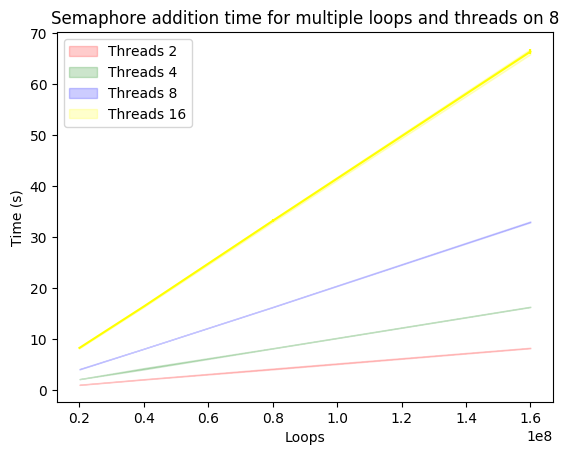 Semaphore addition time for multiple loops and threads on 8
Threads 2
Threads 4
Threads 8
Threads 16
70
60
50
40
30
20
10
0
Time (s)
0.2 0.4 0.6 0.8 1.0 1.2 1.4 1.6
1e8
Loops